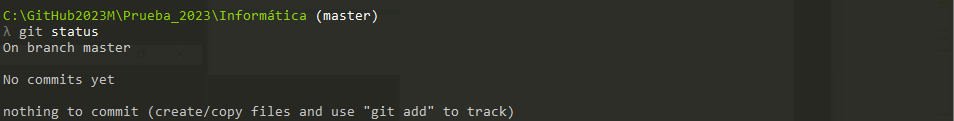 C:\GitHub2023M\Prueba_2023\Informática (master)
λ git status
On branch master
No commits yet
nothing to commit (create/copy files and use "git add" to track)